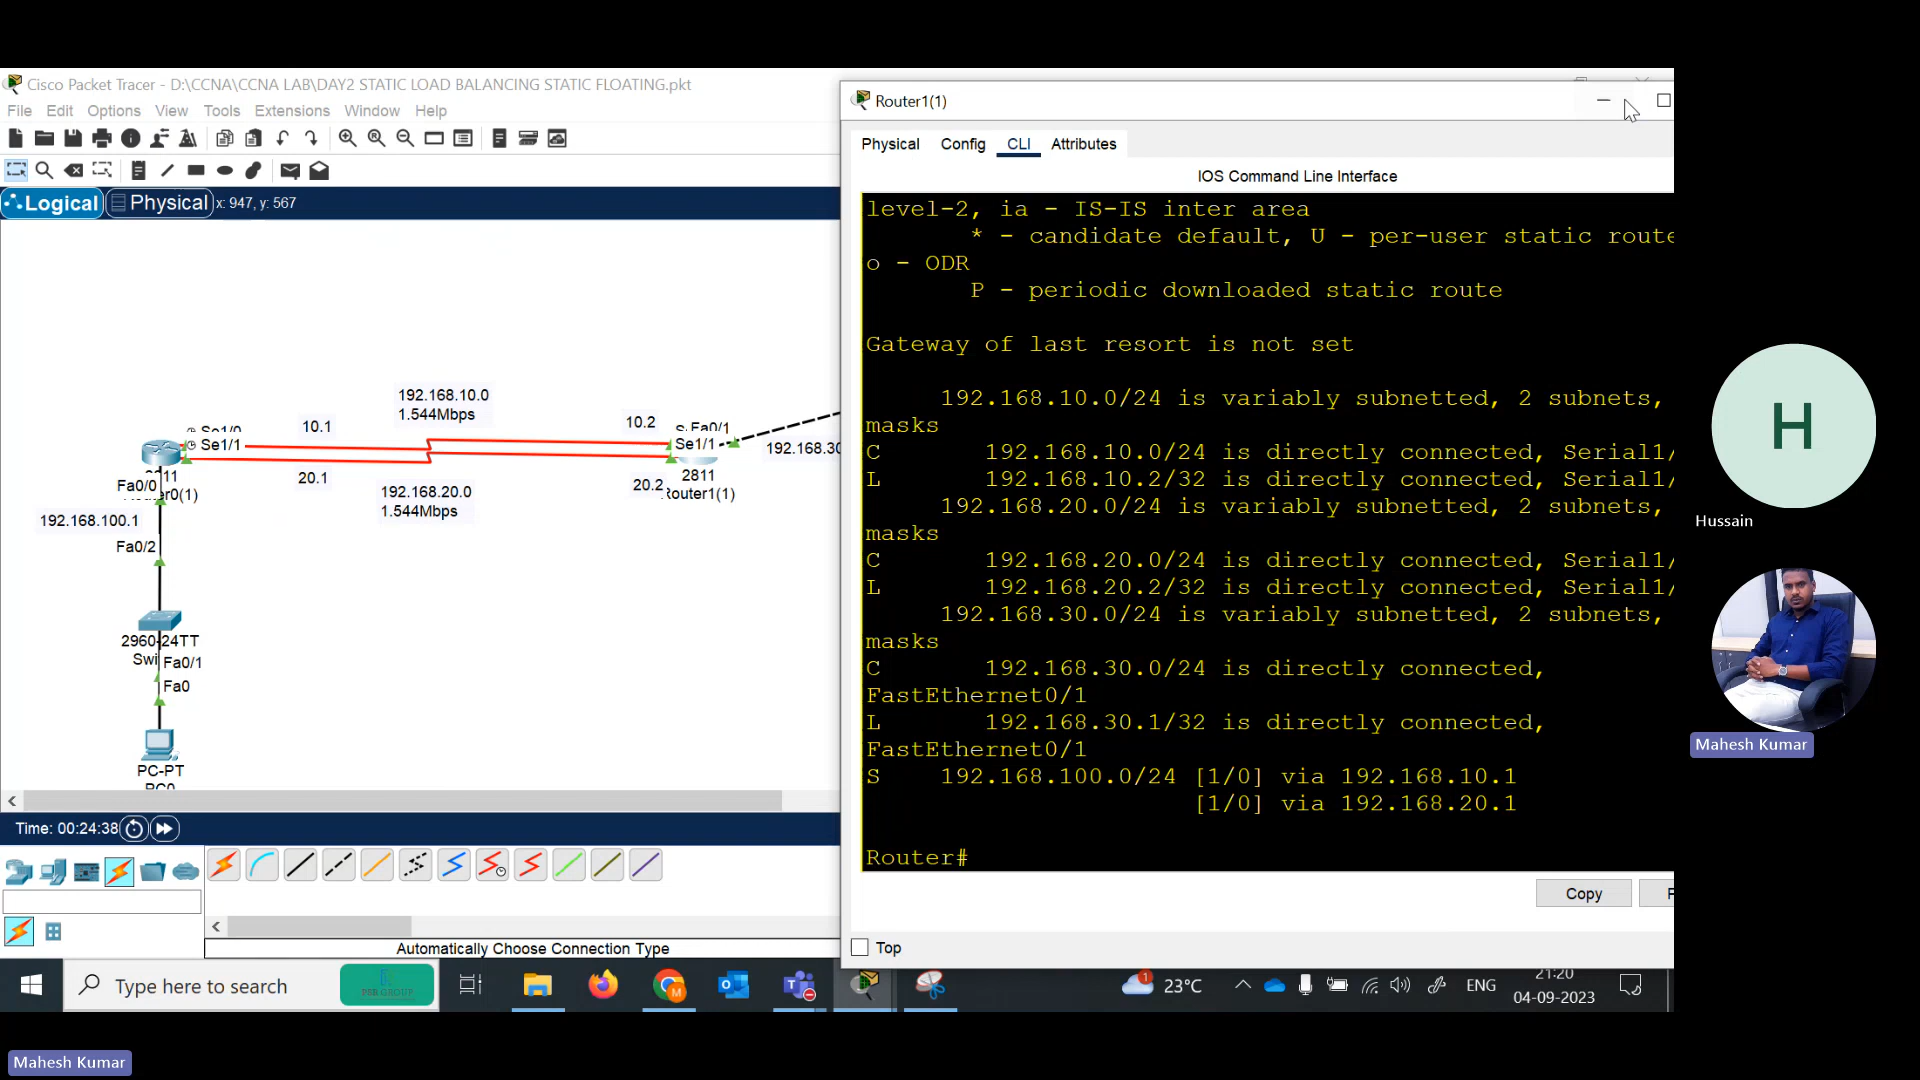 Cisco Packet Tracer - D:\CCNA\CCNA LAB\DAY2 STATIC LOAD BALANCING STATIC FLOATING.pkt
File Edit Options View Tools Extensions Window Help
Logical Physical x: 947, y: 567
192.168.10.0
1.544Mbps
10.1
10.2
Fa0/1
Se1/1
Se1/1
192.168.30
20.1
192.168.20.0
1.544Mbps
20.2
2811
Router1(1)
Fa0/0
192.168.100.1
Fa0/2
2960-24TT
Fa0/1
Fa0
PC-PT
Time: 00:24:38
Automatically Choose Connection Type
Router1(1)
Physical Config CLI Attributes
IOS Command Line Interface
level-2, ia - IS-IS inter area
* - candidate default, U - per-user static route
o - ODR
P - periodic downloaded static route
Gateway of last resort is not set
192.168.10.0/24 is variably subnetted, 2 subnets,
masks
C 192.168.10.0/24 is directly connected, Serial1/
L 192.168.10.2/32 is directly connected, Serial1/
192.168.20.0/24 is variably subnetted, 2 subnets,
masks
C 192.168.20.0/24 is directly connected, Serial1/
L 192.168.20.2/32 is directly connected, Serial1/
192.168.30.0/24 is variably subnetted, 2 subnets,
masks
C 192.168.30.0/24 is directly connected,
FastEthernet0/1
L 192.168.30.1/32 is directly connected,
FastEthernet0/1
S 192.168.100.0/24 [1/0] via 192.168.10.1
[1/0] via 192.168.20.1
Router#
Copy
Top
Type here to search
23°C
ENG
21:20
04-09-2023
H
Hussain
Mahesh Kumar
Mahesh Kumar